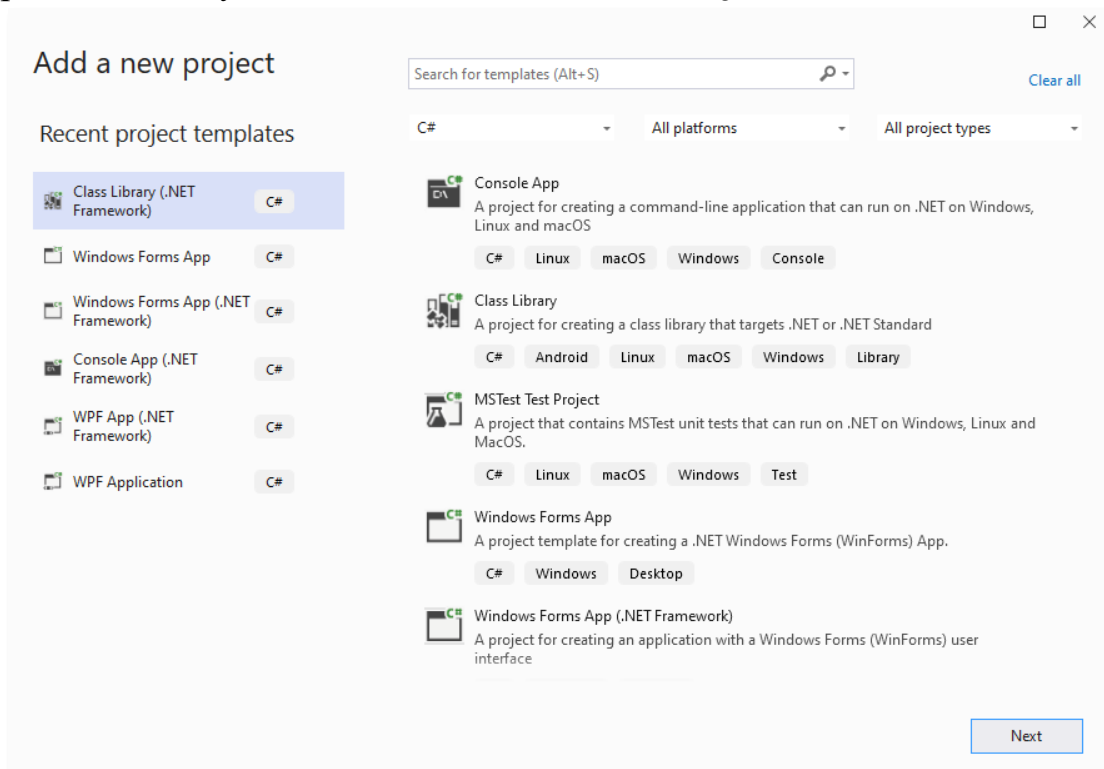 Add a new project
Search for templates (Alt+S)
Clear all
Recent project templates
C#
All platforms
All project types
Class Library (.NET
Framework)
C#
Windows Forms App
C#
Windows Forms App (.NET
Framework)
C#
Console App (.NET
Framework)
C#
WPF App (.NET
Framework)
C#
WPF Application
C#
Console App
A project for creating a command-line application that can run on .NET on Windows,
Linux and macOS
C# Linux macOS Windows Console
Class Library
A project for creating a class library that targets .NET or .NET Standard
C# Android Linux macOS Windows Library
MSTest Test Project
A project that contains MSTest unit tests that can run on .NET on Windows, Linux and
MacOS.
C# Linux macOS Windows Test
Windows Forms App
A project template for creating a .NET Windows Forms (WinForms) App.
C# Windows Desktop
Windows Forms App (.NET Framework)
A project for creating an application with a Windows Forms (WinForms) user
interface
Next